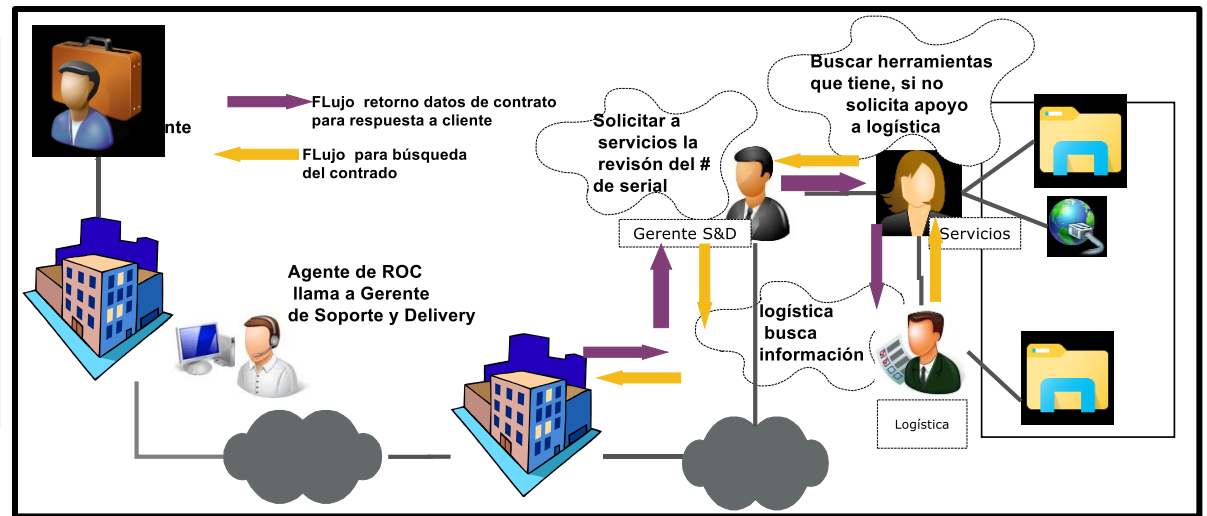 Buscar herramientas
que tiene, si no
solicita apoyo
a logística
FLujo retorno datos de contrato
para respuesta a cliente
Solicitar a
servicios la
revisón del #
de serial
nte
FLujo para búsqueda
del contrado
Gerente S&D
Servicios
Agente de ROC
llama a Gerente
de Soporte y Delivery
logística
busca
información
Logística